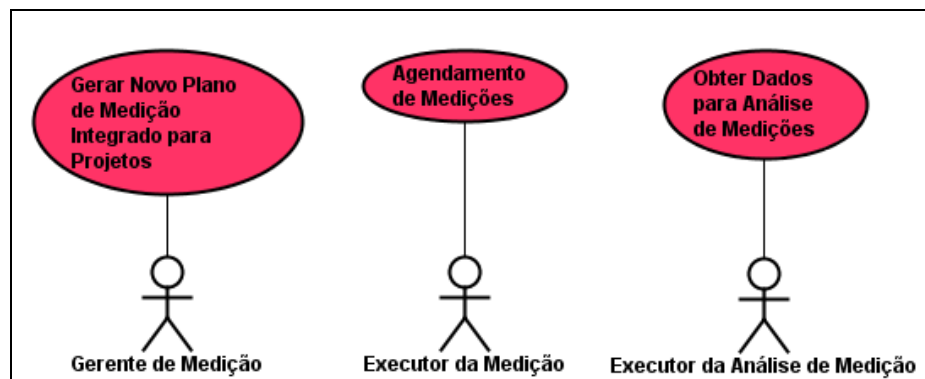 Gerar Novo Plano
de Medição
Integrado para
Projetos
Agendamento
de Medições
Obter Dados
para Análise
de Medições
Gerente de Medição
Executor da Medição
Executor da Análise de Medição